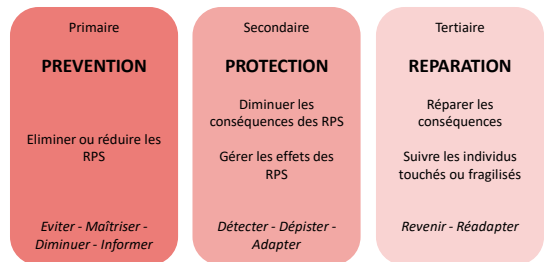 Primaire
PREVENTION
Eliminer ou réduire les
RPS
Eviter - Maîtriser -
Diminuer - Informer
Secondaire
PROTECTION
Diminuer les
conséquences des RPS
Gérer les effets des
RPS
Détecter - Dépister -
Adapter
Tertiaire
REPARATION
Réparer les
conséquences
Suivre les individus
touchés ou fragilisés
Revenir - Réadapter